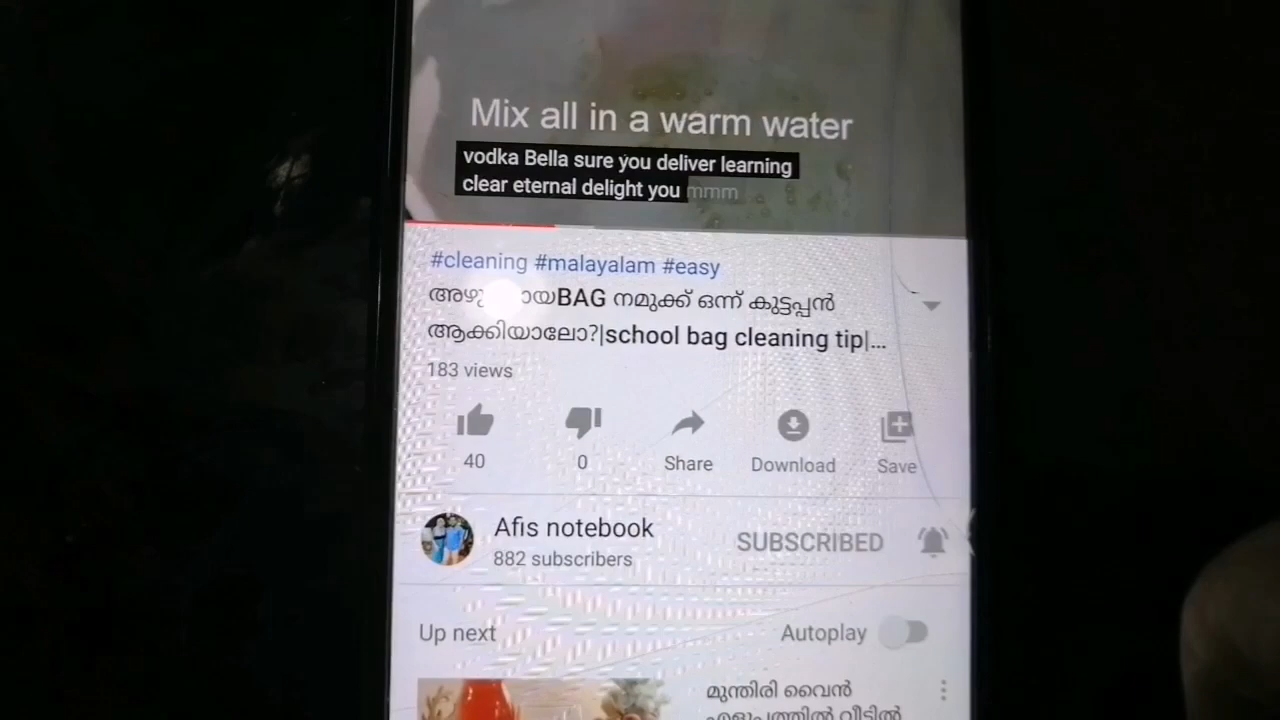 Mix all in a warm water
vodka Bella sure you deliver learning
clear eternal delight you mmm
#cleaning #malayalam #easy
നമുക്ക് ഒന്ന് കുട്ടപ്പൻ
ആക്കിയാലോ?|school bag cleaning tip|...
183 views
40
0
Share
Download
Save
Afis notebook
882 subscribers
SUBSCRIBED
Up next
Autoplay
മുന്തിരി വൈൻ
എളുപ്പത്തിൽ വീട്ടിൽ